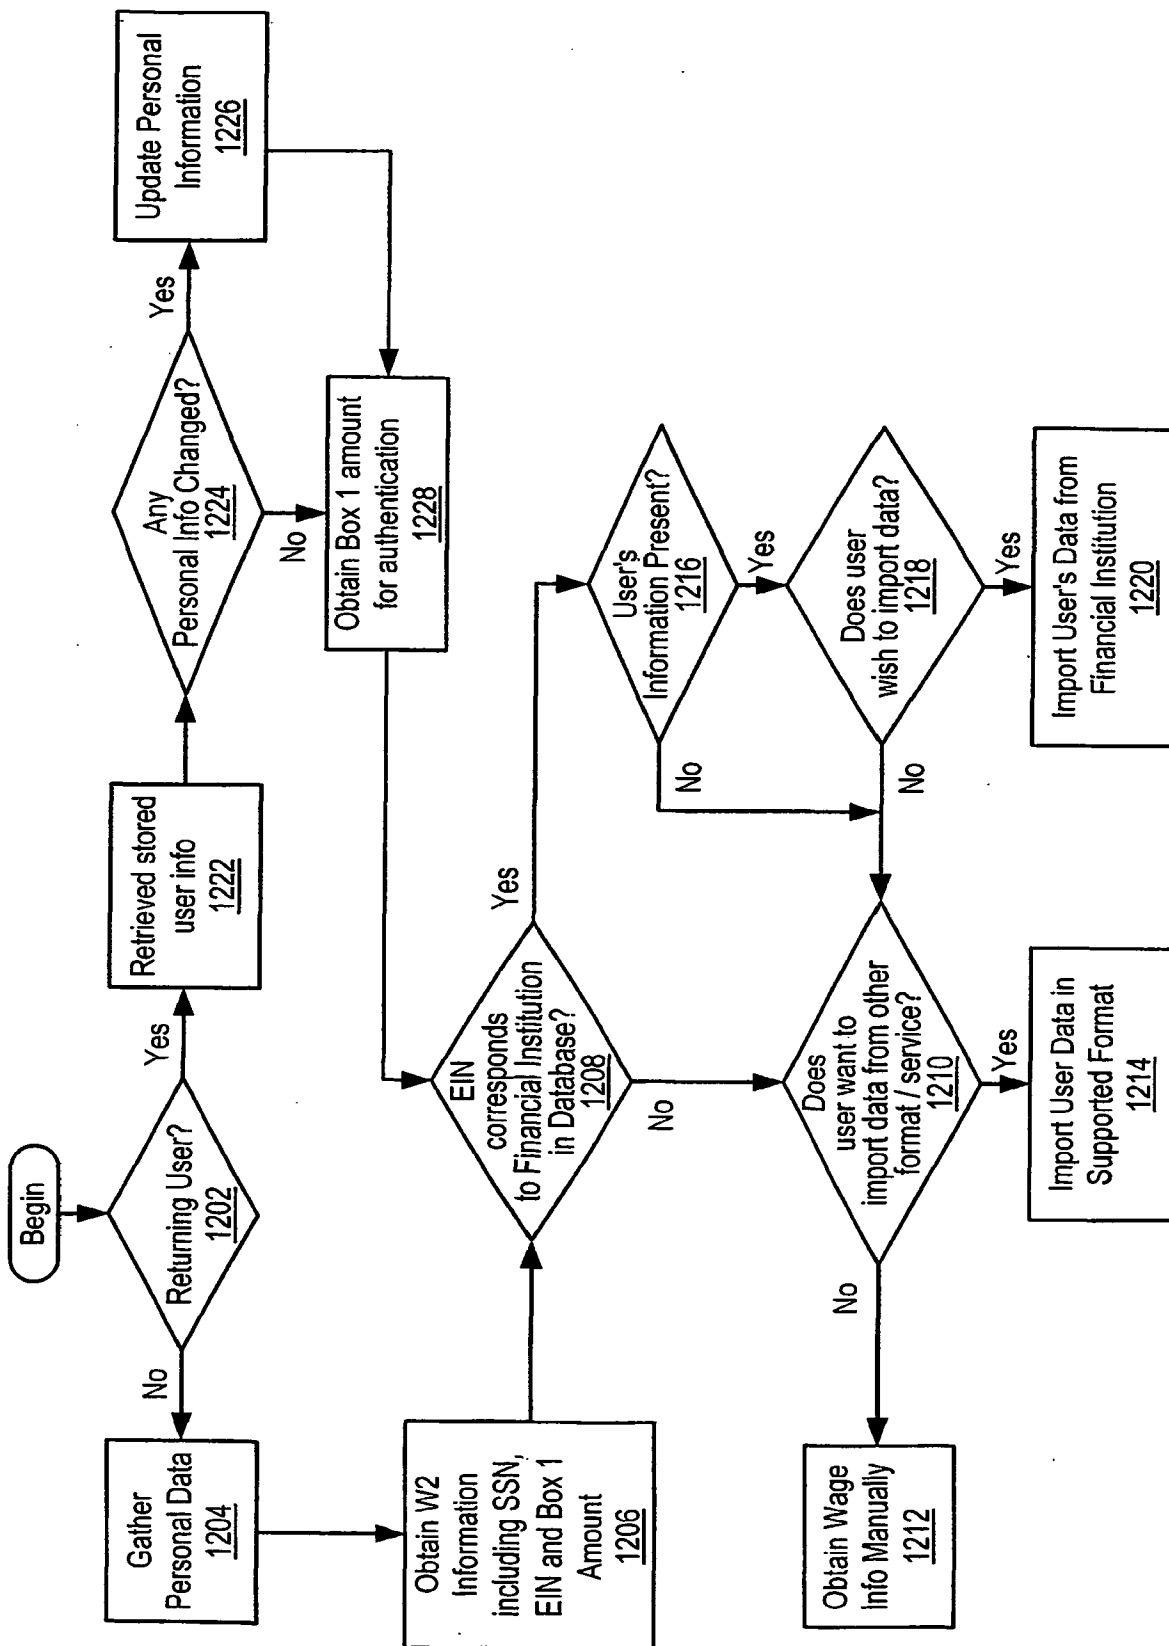 Begin
Returning User?
1202
Yes
No
Gather
Personal Data
1204
Retrieved stored
user info
1222
Any
Personal Info Changed?
1224
Yes
No
Update Personal
Information
1226
Obtain Box 1 amount
for authentication
1228
Obtain W2
Information
including SSN,
EIN and Box 1
Amount
1206
EIN
corresponds
to Financial Institution
in Database?
1208
Yes
No
User's
Information Present?
1216
Yes
No
Does user
wish to import data?
1218
Yes
No
Does
user want to
import data from other
format / service?
1210
No
Yes
Obtain Wage
Info Manually
1212
Import User Data in
Supported Format
1214
Import User's Data from
Financial Institution
1220